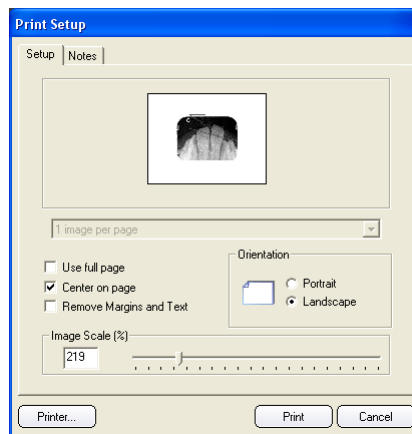 Print Setup
Setup Notes
1 image per page
Use full page
Center on page
Remove Margins and Text
Orientation
Portrait
Landscape
Image Scale (%)
219
Printer... Print Cancel